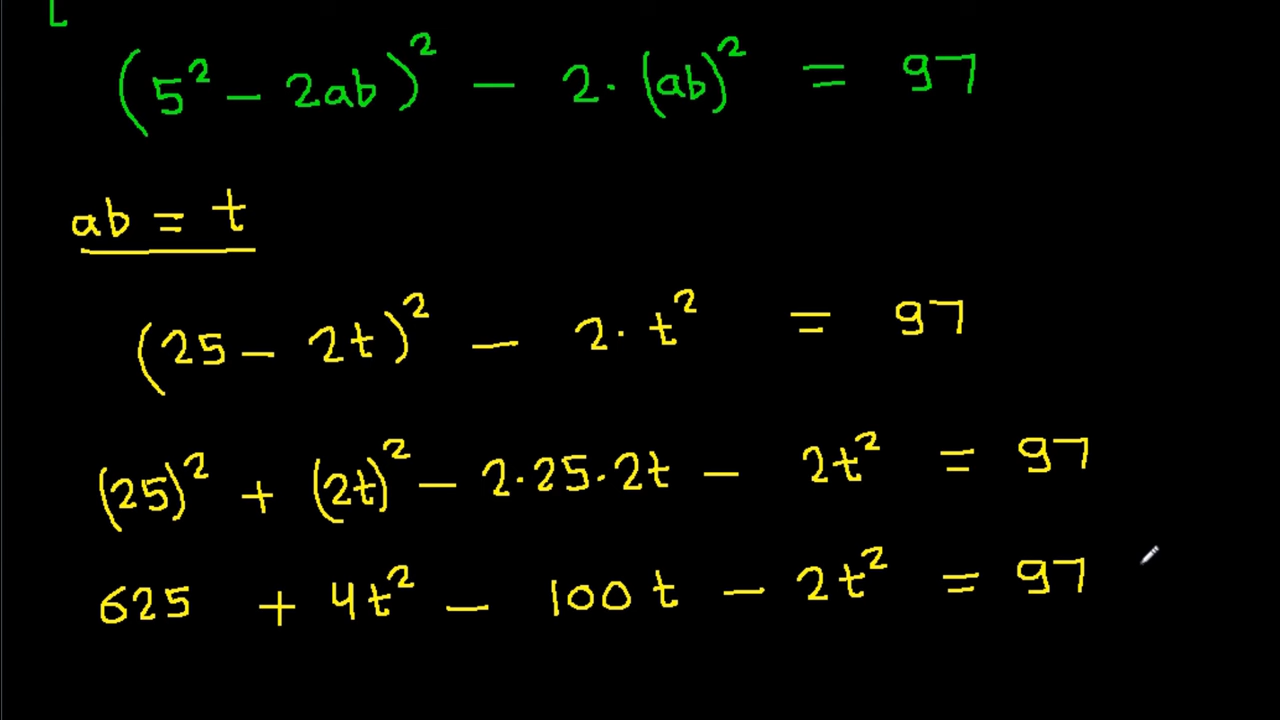 (5² - 2ab)² - 2·(ab)² = 97
ab = t
(25 - 2t)² - 2·t² = 97
(25)² + (2t)² - 2·25·2t - 2t² = 97
625 + 4t² - 100t - 2t² = 97